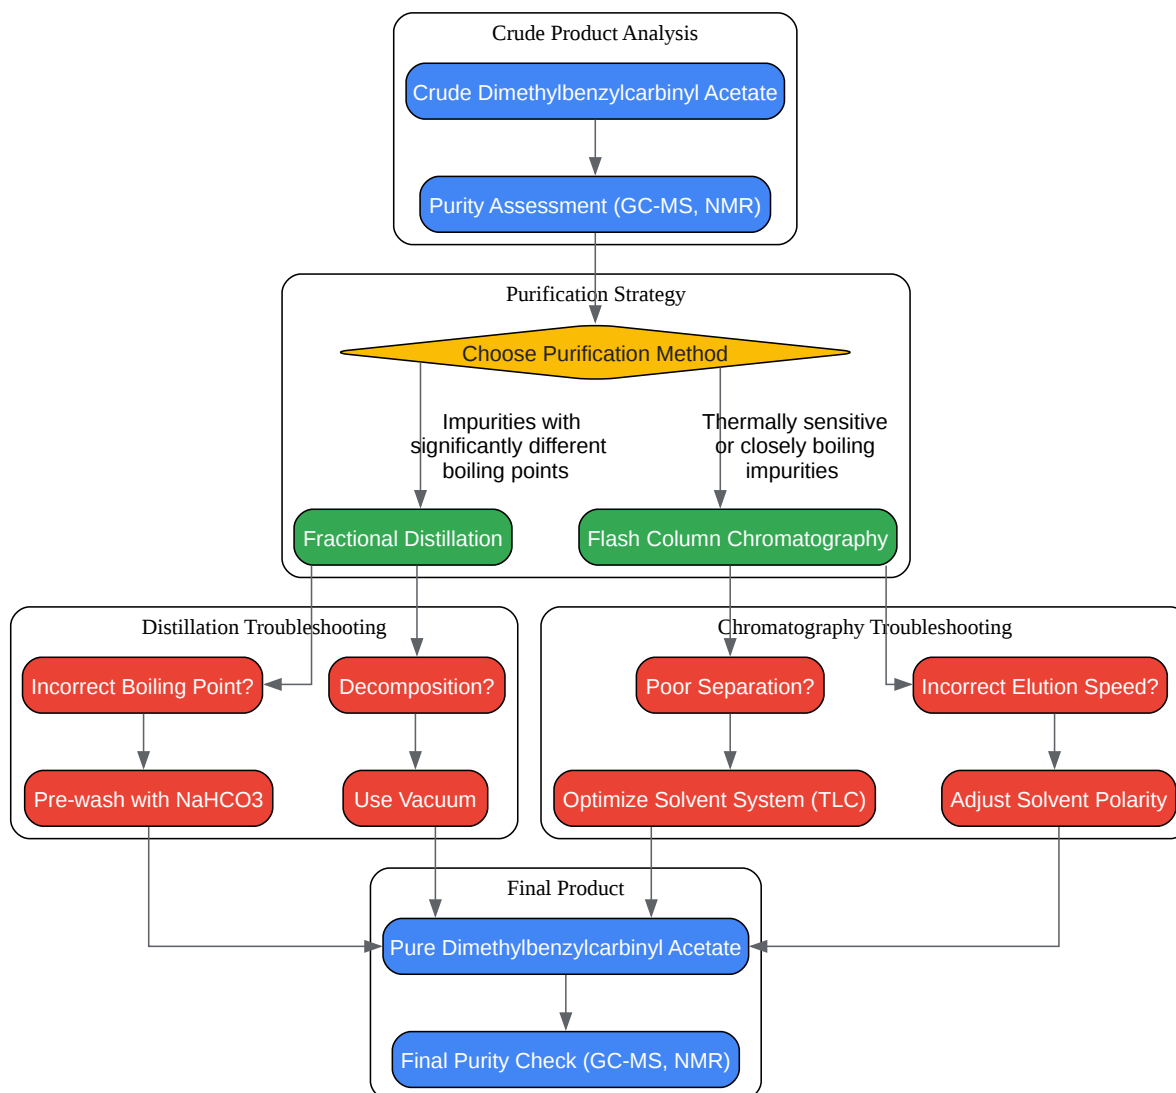 Crude Product Analysis
Crude Dimethylbenzylcarbinyl Acetate
Purity Assessment (GC-MS, NMR)
Purification Strategy
Choose Purification Method
Impurities with
significantly different
boiling points
Thermally sensitive
or closely boiling
impurities
Fractional Distillation
Flash Column Chromatography
Distillation Troubleshooting
Chromatography Troubleshooting
Incorrect Boiling Point?
Decomposition?
Poor Separation?
Incorrect Elution Speed?
Pre-wash with NaHCO3
Use Vacuum
Optimize Solvent System (TLC)
Adjust Solvent Polarity
Final Product
Pure Dimethylbenzylcarbinyl Acetate
Final Purity Check (GC-MS, NMR)